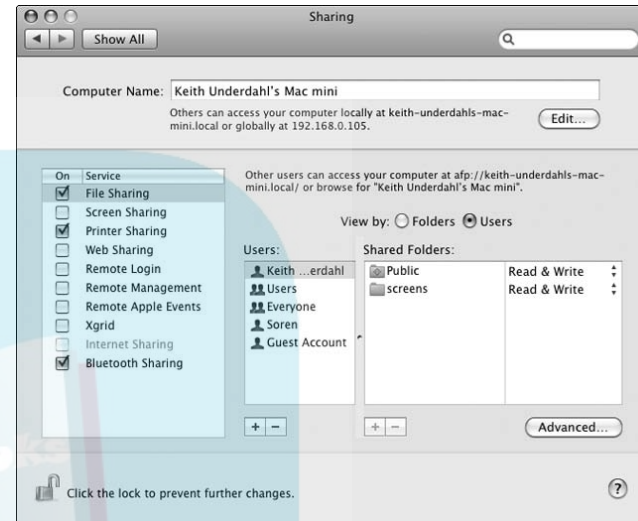 Sharing
Show All
Computer Name: Keith Underdahl's Mac mini
Others can access your computer locally at keith-underdahls-mac-
mini.local or globally at 192.168.0.105.
Edit...
On Service
File Sharing
Screen Sharing
Printer Sharing
Web Sharing
Remote Login
Remote Management
Remote Apple Events
Xgrid
Internet Sharing
Bluetooth Sharing
Other users can access your computer at afp://keith-underdahls-mac-
mini.local/ or browse for "Keith Underdahl's Mac mini".
View by: Folders Users
Users:
Keith ...erdahl
Users
Everyone
Soren
Guest Account
Shared Folders:
Public Read & Write
screens Read & Write
+ −
+ −
Advanced...
Click the lock to prevent further changes.
?